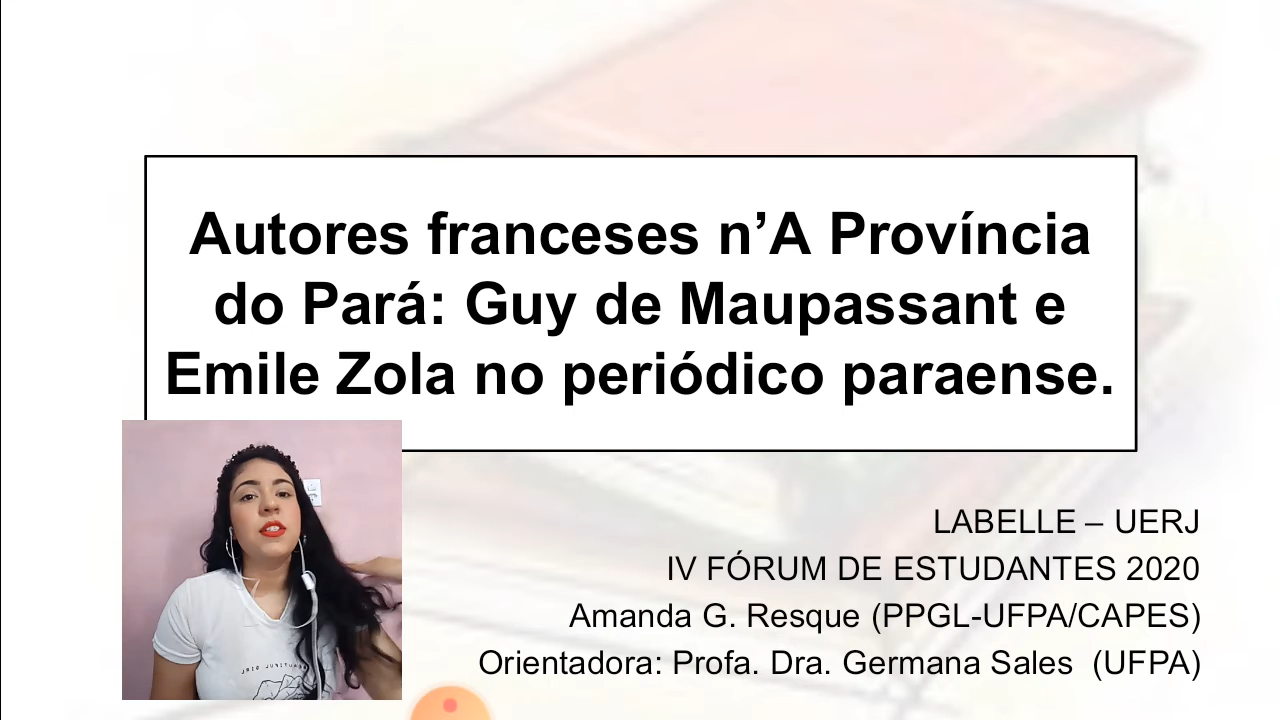 Autores franceses n’A Província
do Pará: Guy de Maupassant e
Emile Zola no periódico paraense.
LABELLE – UERJ
IV FÓRUM DE ESTUDANTES 2020
Amanda G. Resque (PPGL-UFPA/CAPES)
Orientadora: Profa. Dra. Germana Sales (UFPA)